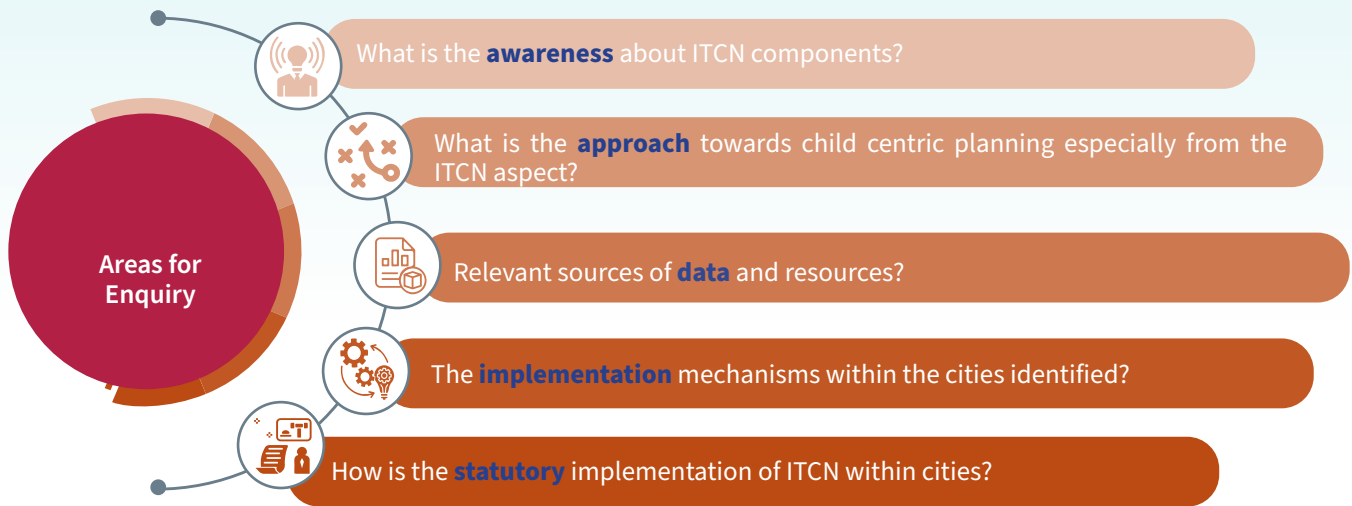 What is the awareness about ITCN components?
What is the approach towards child centric planning especially from the
ITCN aspect?
Areas for
Enquiry
Relevant sources of data and resources?
The implementation mechanisms within the cities identified?
How is the statutory implementation of ITCN within cities?